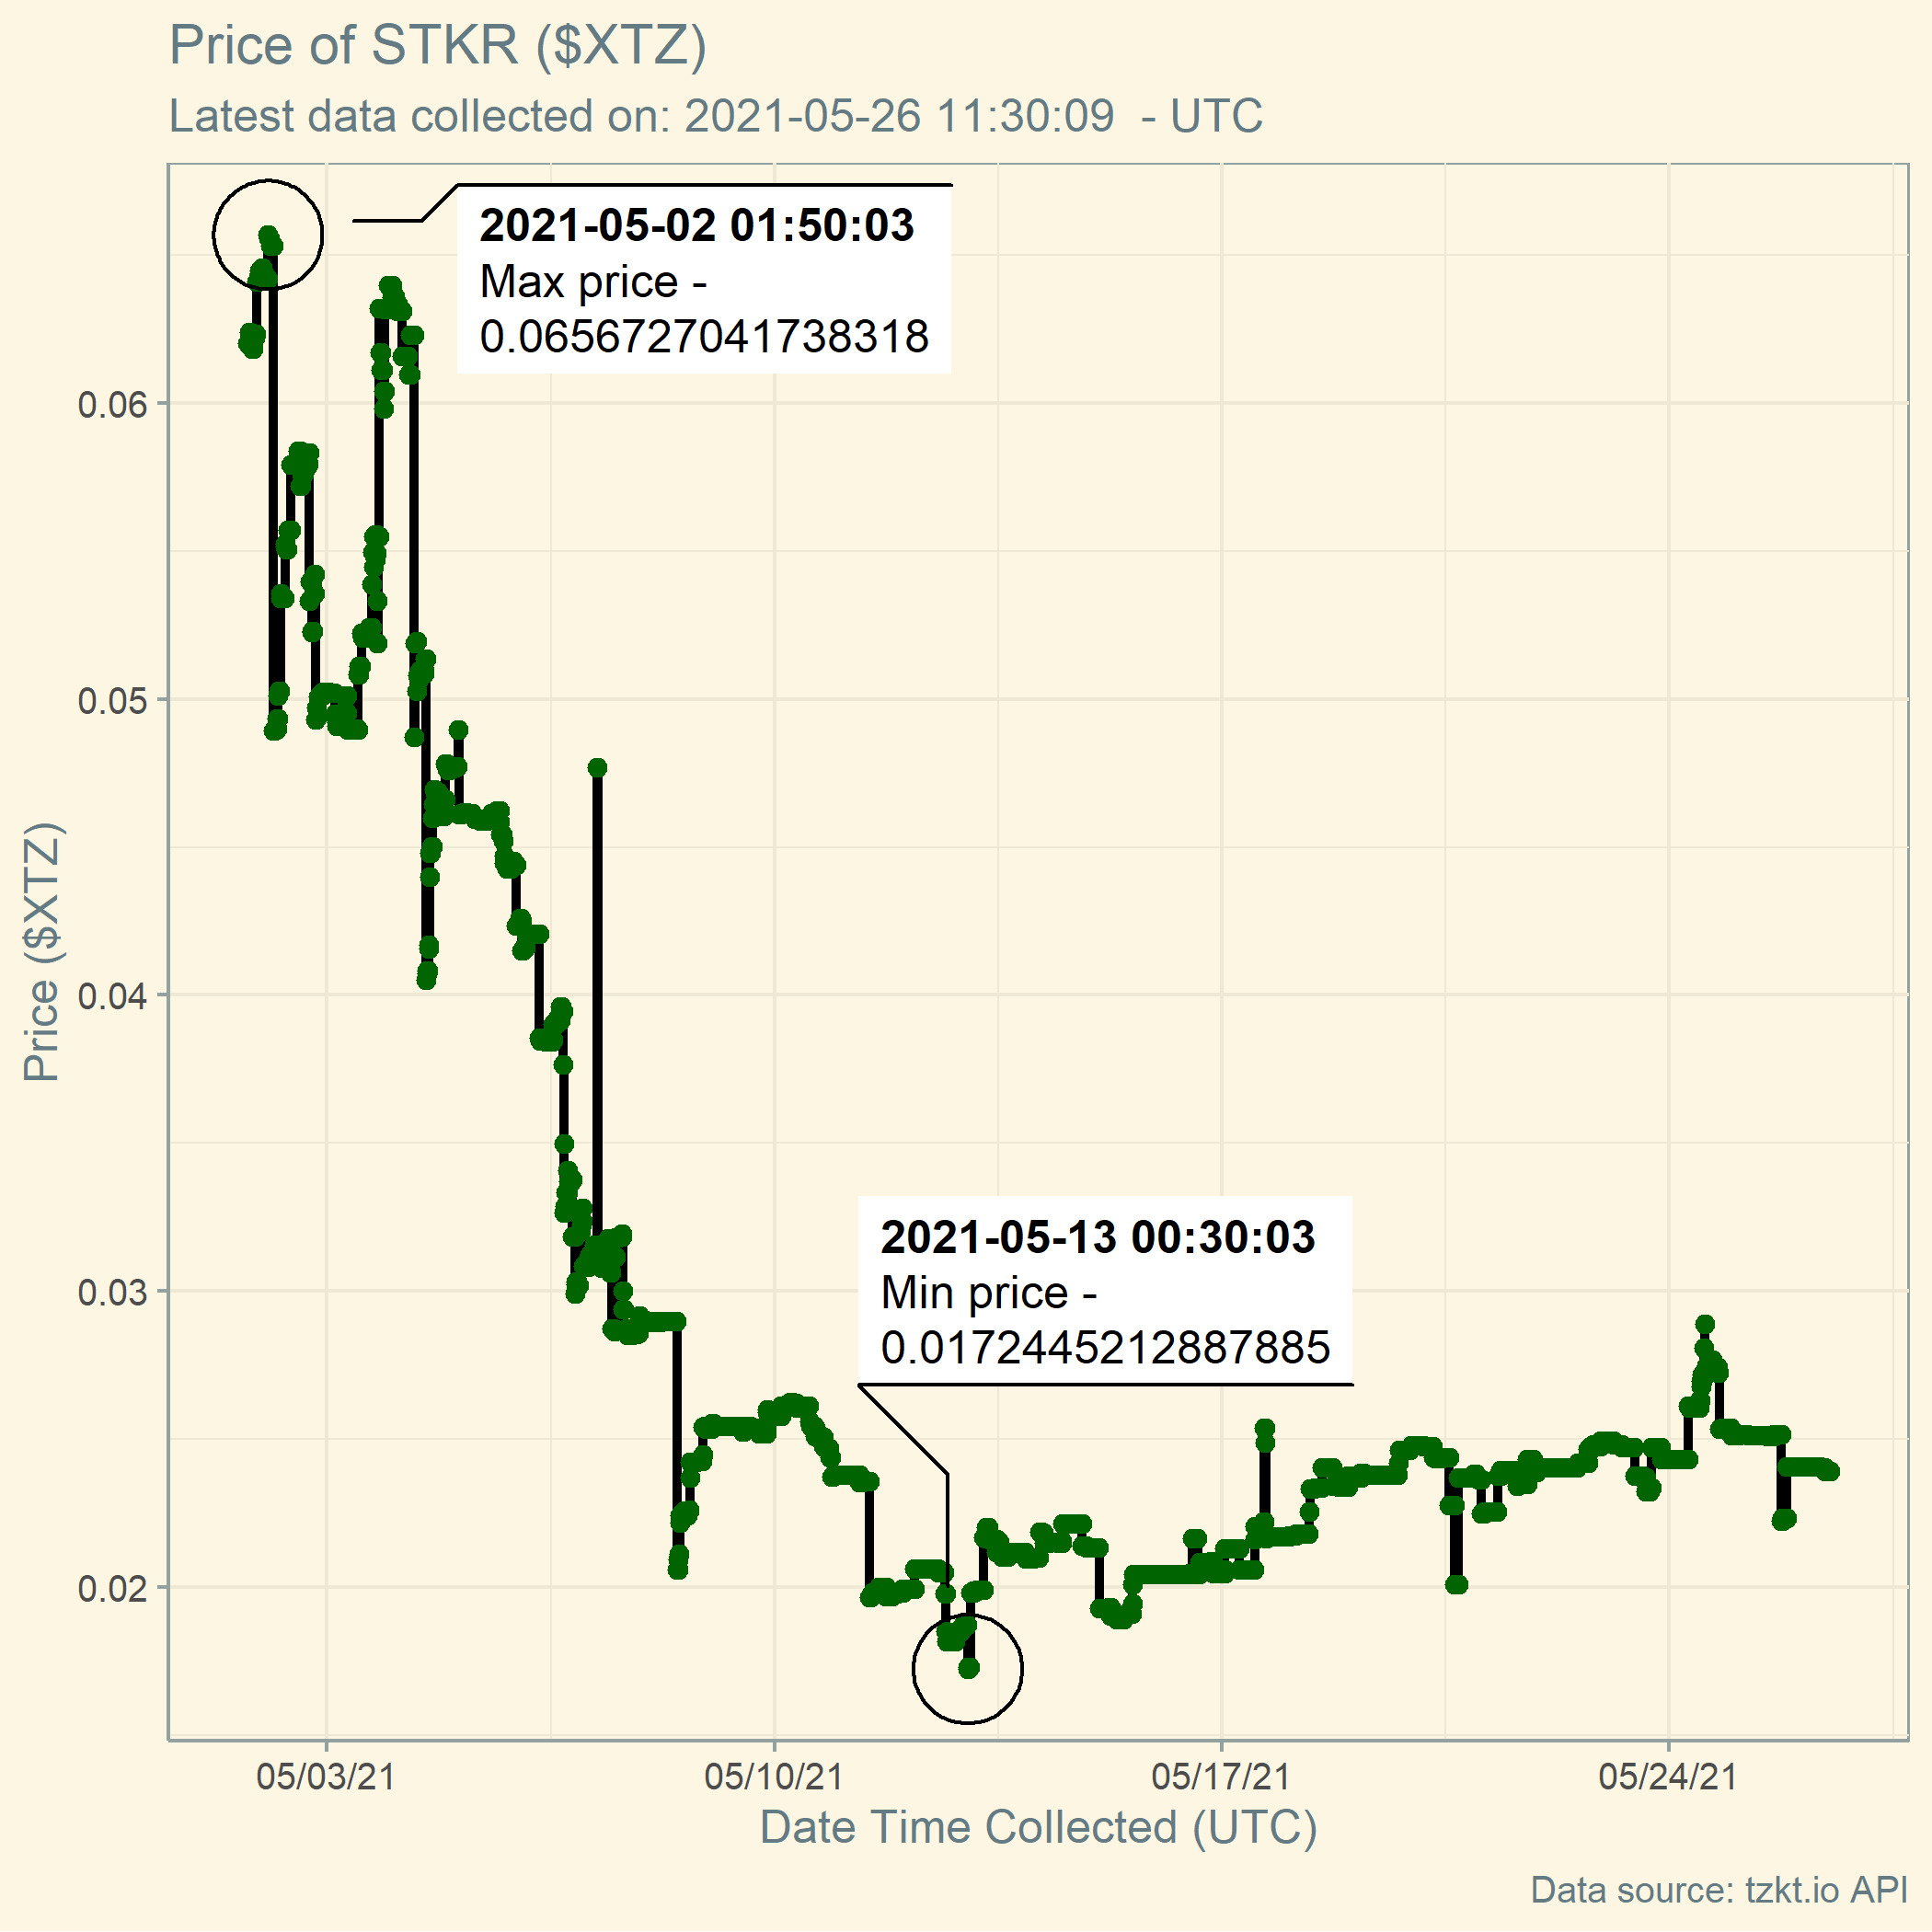 Price of STKR ($XTZ)
Latest data collected on: 2021-05-26 11:30:09  - UTC
2021-05-02 01:50:03
Max price -
0.0656727041738318
0.06
0.05
0.04
0.03
0.02
Price ($XTZ)
2021-05-13 00:30:03
Min price -
0.0172445212887885
05/03/21
05/10/21
05/17/21
05/24/21
Date Time Collected (UTC)
Data source: tzkt.io API